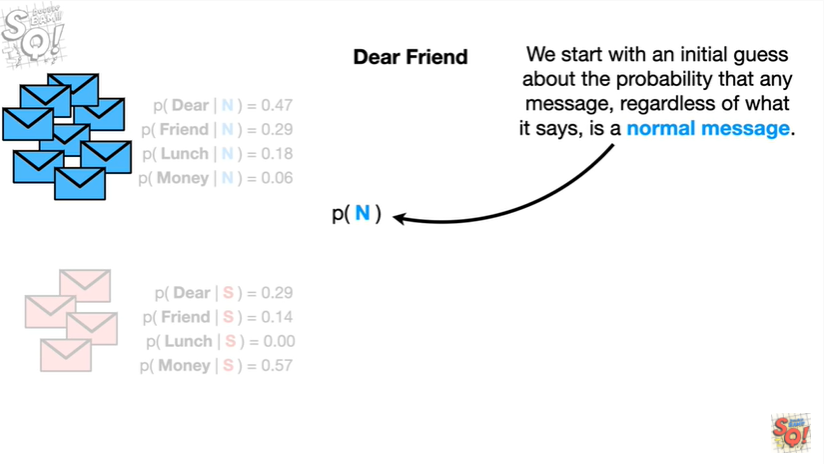 Dear Friend
We start with an initial guess
about the probability that any
message, regardless of what
it says, is a normal message.
p( Dear | N ) = 0.47
p( Friend | N ) = 0.29
p( Lunch | N ) = 0.18
p( Money | N ) = 0.06
p( N )
p( Dear | S ) = 0.29
p( Friend | S ) = 0.14
p( Lunch | S ) = 0.00
p( Money | S ) = 0.57
SQ!